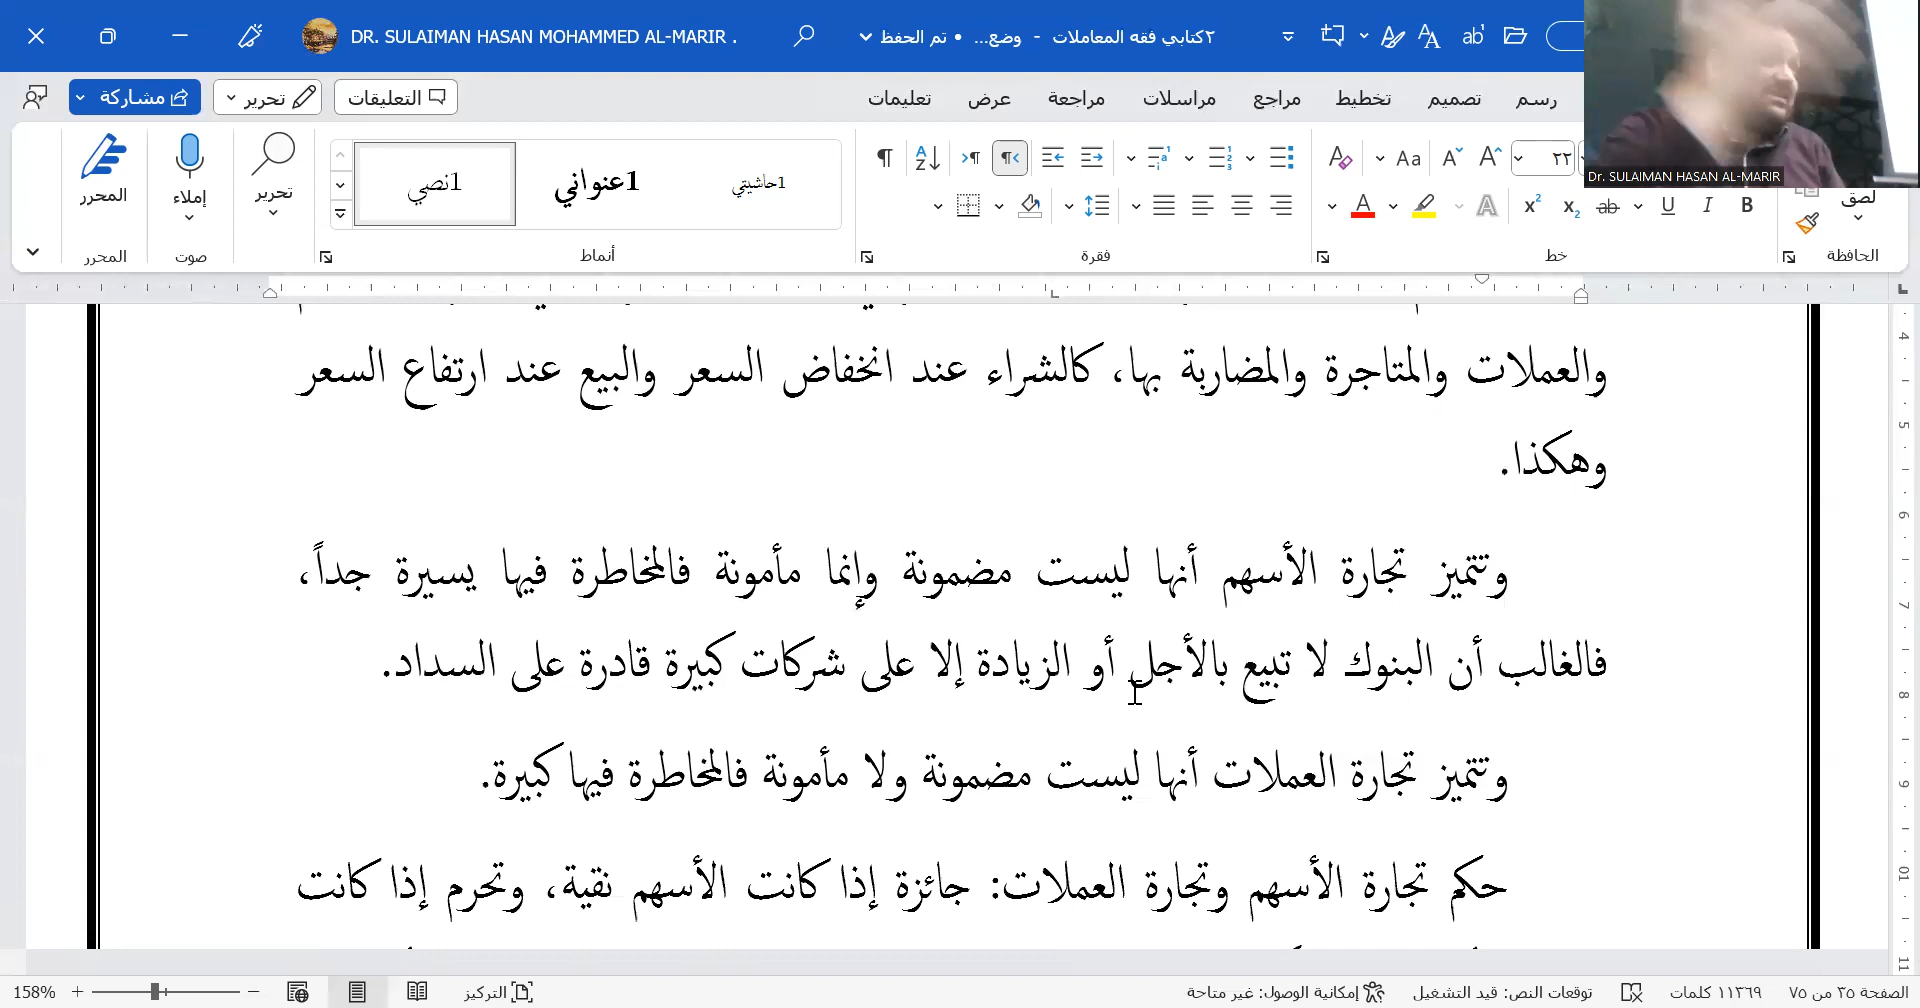 DR. SULAIMAN HASAN MOHAMMED AL-MARIR .
٢كتابي فقه المعاملات - وضع... • تم الحفظ
رسم تصميم تخطيط مراجع مراسلات مراجعة عرض تعليمات
التعليقات تحرير مشاركة
Dr. SULAIMAN HASAN AL-MARIR
لصق
٢٢
1حاشيتي 1عنواني 1نصي
تحرير إملاء المحرر
الحافظة خط فقرة أنماط صوت المحرر
والعملات والمتاجرة والمضاربة بها، كالشراء عند انخفاض السعر والبيع عند ارتفاع السعر
وهكذا.
وتتميز تجارة الأسهم أنها ليست مضمونة وإنما مأمونة فالمخاطرة فيها يسيرة جداً،
فالغالب أن البنوك لا تبيع بالأجل أو الزيادة إلا على شركات كبيرة قادرة على السداد.
وتتميز تجارة العملات أنها ليست مضمونة ولا مأمونة فالمخاطرة فيها كبيرة.
حكم تجارة الأسهم وتجارة العملات: جائزة إذا كانت الأسهم نقية، وتحرم إذا كانت
الصفحة ٣٥ من ٧٥ ١١٣٦٩ كلمات توقعات النص: قيد التشغيل إمكانية الوصول: غير متاحة التركيز 158%